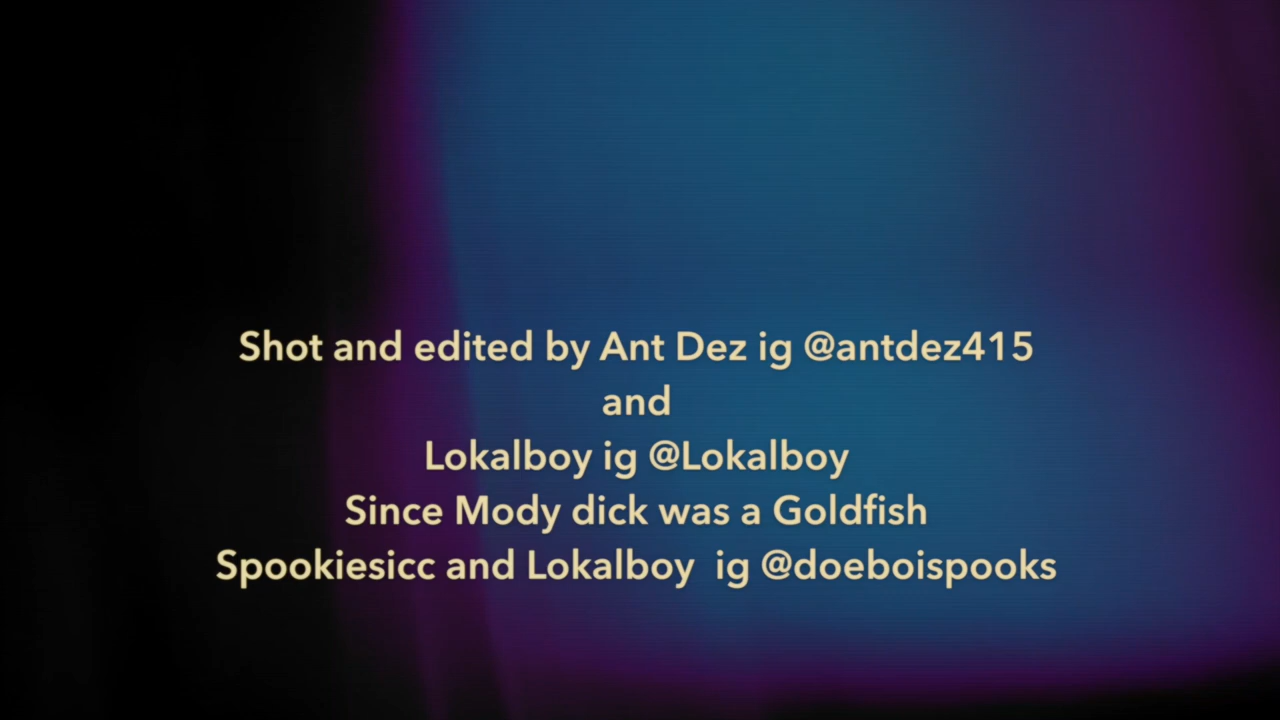 Shot and edited by Ant Dez ig @antdez415
and
Lokalboy ig @Lokalboy
Since Mody dick was a Goldfish
Spookiesicc and Lokalboy  ig @doeboispooks